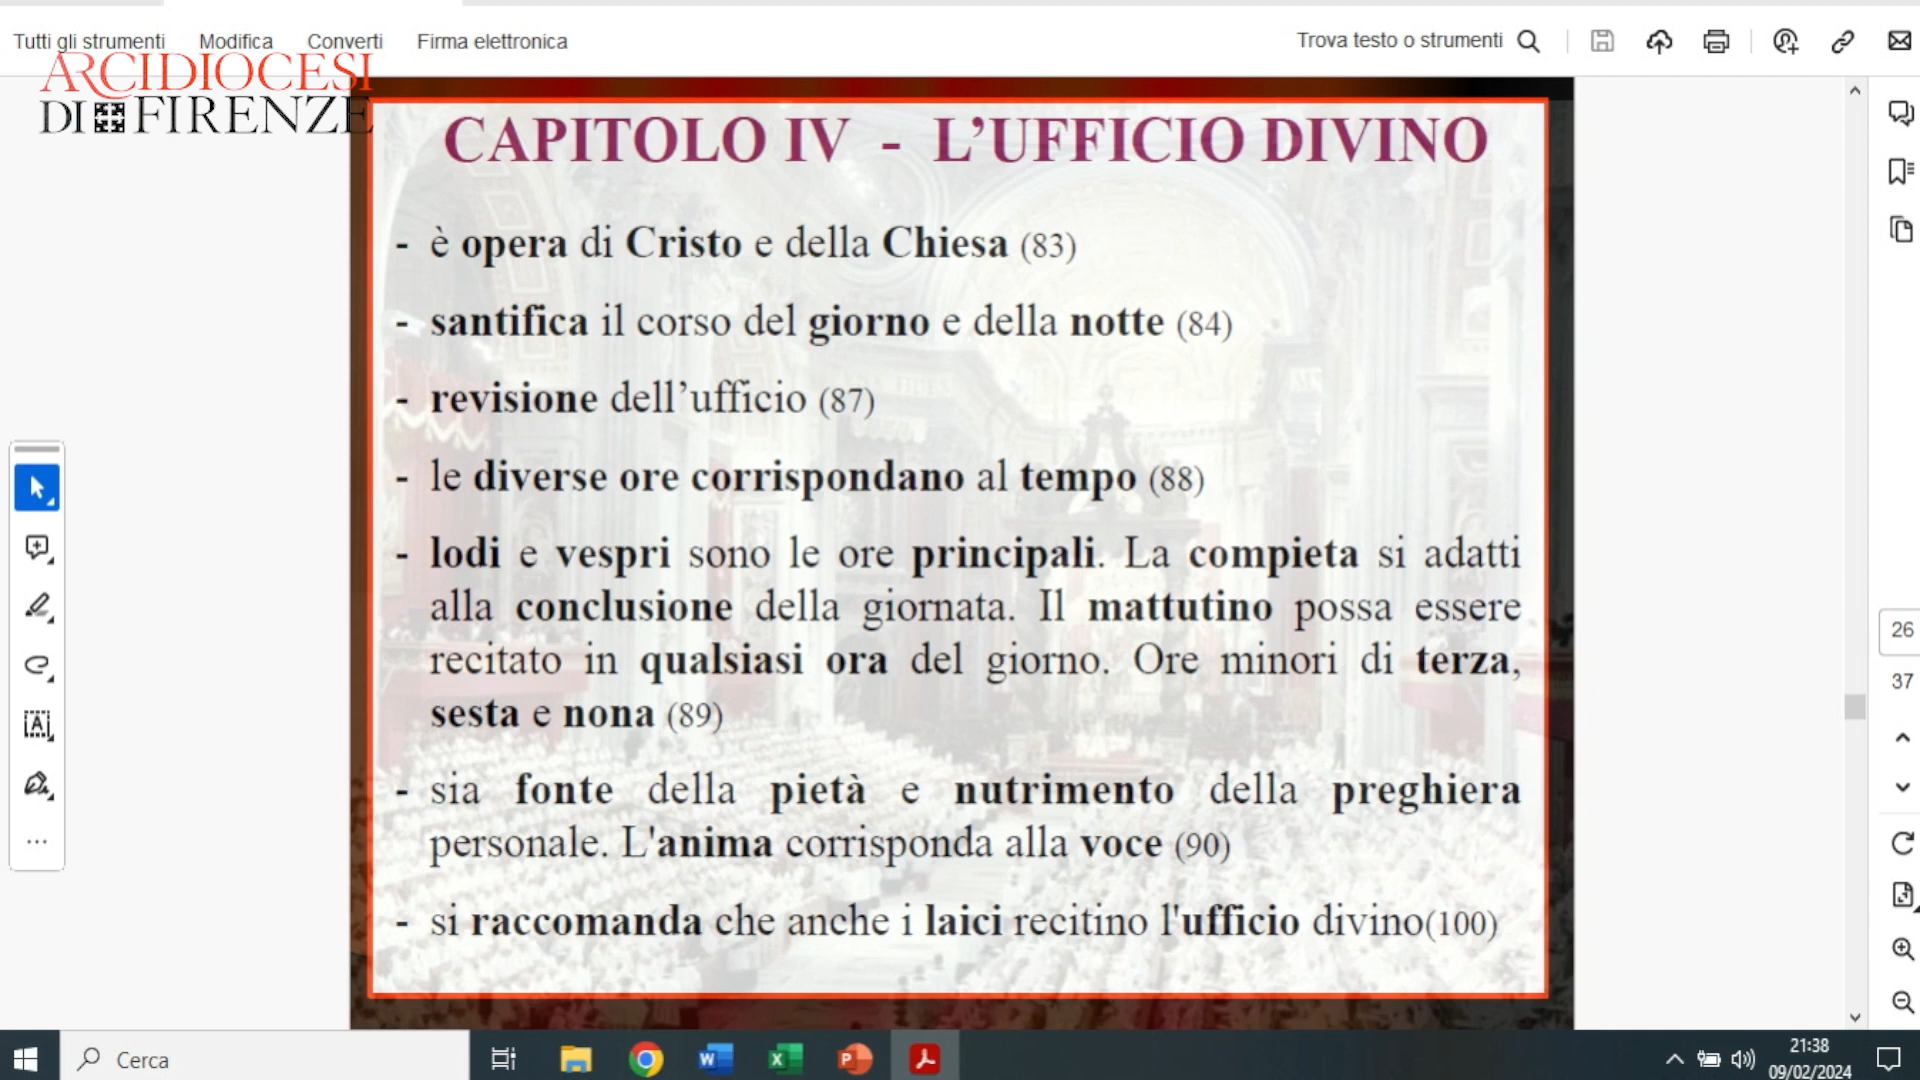 Tutti gli strumenti Modifica Converti Firma elettronica Trova testo o strumenti
ARCIDIOCESI
DI FIRENZE
CAPITOLO IV - L’UFFICIO DIVINO
- è opera di Cristo e della Chiesa (83)
- santifica il corso del giorno e della notte (84)
- revisione dell’ufficio (87)
- le diverse ore corrispondano al tempo (88)
- lodi e vespri sono le ore principali. La compieta si adatti
alla conclusione della giornata. Il mattutino possa essere
recitato in qualsiasi ora del giorno. Ore minori di terza,
sesta e nona (89)
- sia fonte della pietà e nutrimento della preghiera
personale. L'anima corrisponda alla voce (90)
- si raccomanda che anche i laici recitino l'ufficio divino(100)
26
37
Cerca
21:38
09/02/2024